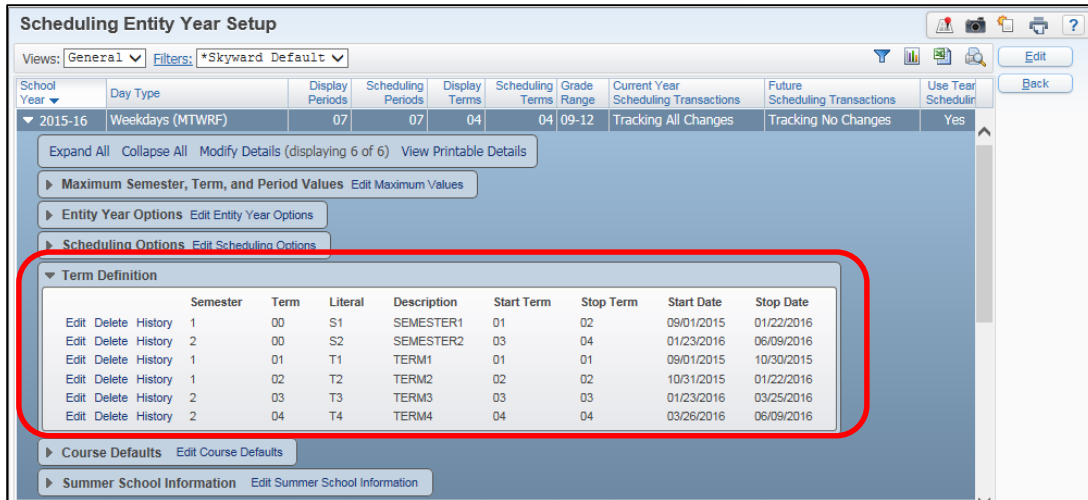 Scheduling Entity Year Setup
?
Views: General Filters: *Skyward Default
Edit
Back
School Year Day Type Display Periods Scheduling Periods Display Terms Scheduling Terms Grade Range Current Year Scheduling Transactions Future Scheduling Transactions Use Tear Schedulin
2015-16 Weekdays (MTWRF) 07 07 04 04 09-12 Tracking All Changes Tracking No Changes Yes
Expand All Collapse All Modify Details (displaying 6 of 6) View Printable Details
Maximum Semester, Term, and Period Values Edit Maximum Values
Entity Year Options Edit Entity Year Options
Scheduling Options Edit Scheduling Options
Term Definition
Semester Term Literal Description Start Term Stop Term Start Date Stop Date
Edit Delete History 1 00 S1 SEMESTER1 01 02 09/01/2015 01/22/2016
Edit Delete History 2 00 S2 SEMESTER2 03 04 01/23/2016 06/09/2016
Edit Delete History 1 01 T1 TERM1 01 01 09/01/2015 10/30/2015
Edit Delete History 1 02 T2 TERM2 02 02 10/31/2015 01/22/2016
Edit Delete History 2 03 T3 TERM3 03 03 01/23/2016 03/25/2016
Edit Delete History 2 04 T4 TERM4 04 04 03/26/2016 06/09/2016
Course Defaults Edit Course Defaults
Summer School Information Edit Summer School Information